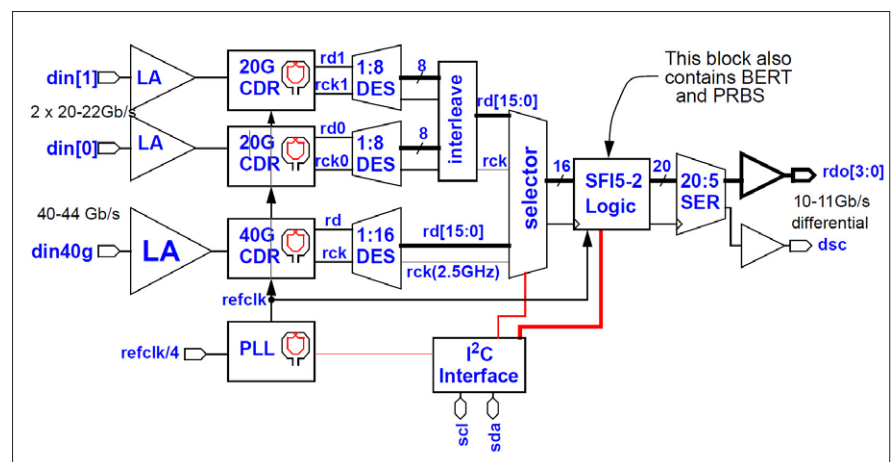 This block also
contains BERT
and PRBS
din[1]
LA
20G
CDR
rd1
rck1
1:8
DES
8
2 x 20-22Gb/s
din[0]
LA
20G
CDR
rd0
rck0
1:8
DES
8
interleave
rd[15:0]
rck
selector
16
SFI5-2
Logic
20
20:5
SER
rdo[3:0]
10-11Gb/s
differential
dsc
40-44 Gb/s
din40g
LA
40G
CDR
rd
rck
1:16
DES
rd[15:0]
rck(2.5GHz)
refclk
refclk/4
PLL
I²C
Interface
scl
sda